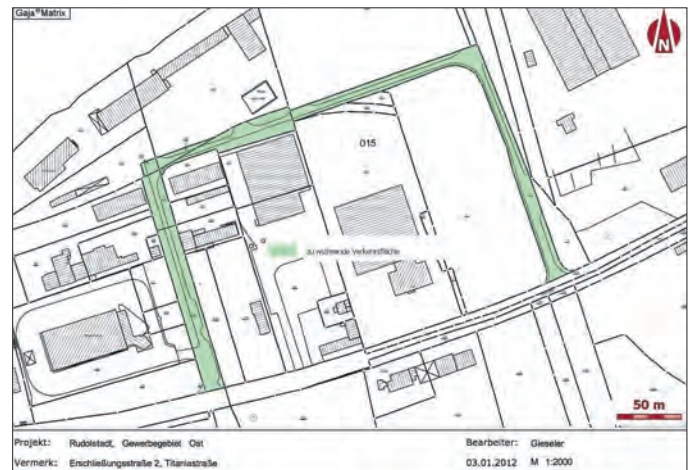 Gaja Matrix
N
015
zu widmende Verkehrsfläche
50 m
Projekt: Rudolstadt, Gewerbegebiet Ost
Bearbeiter: Gieseler
Vermerk: Erschließungsstraße 2, Titaniastraße
03.01.2012 M 1:2000